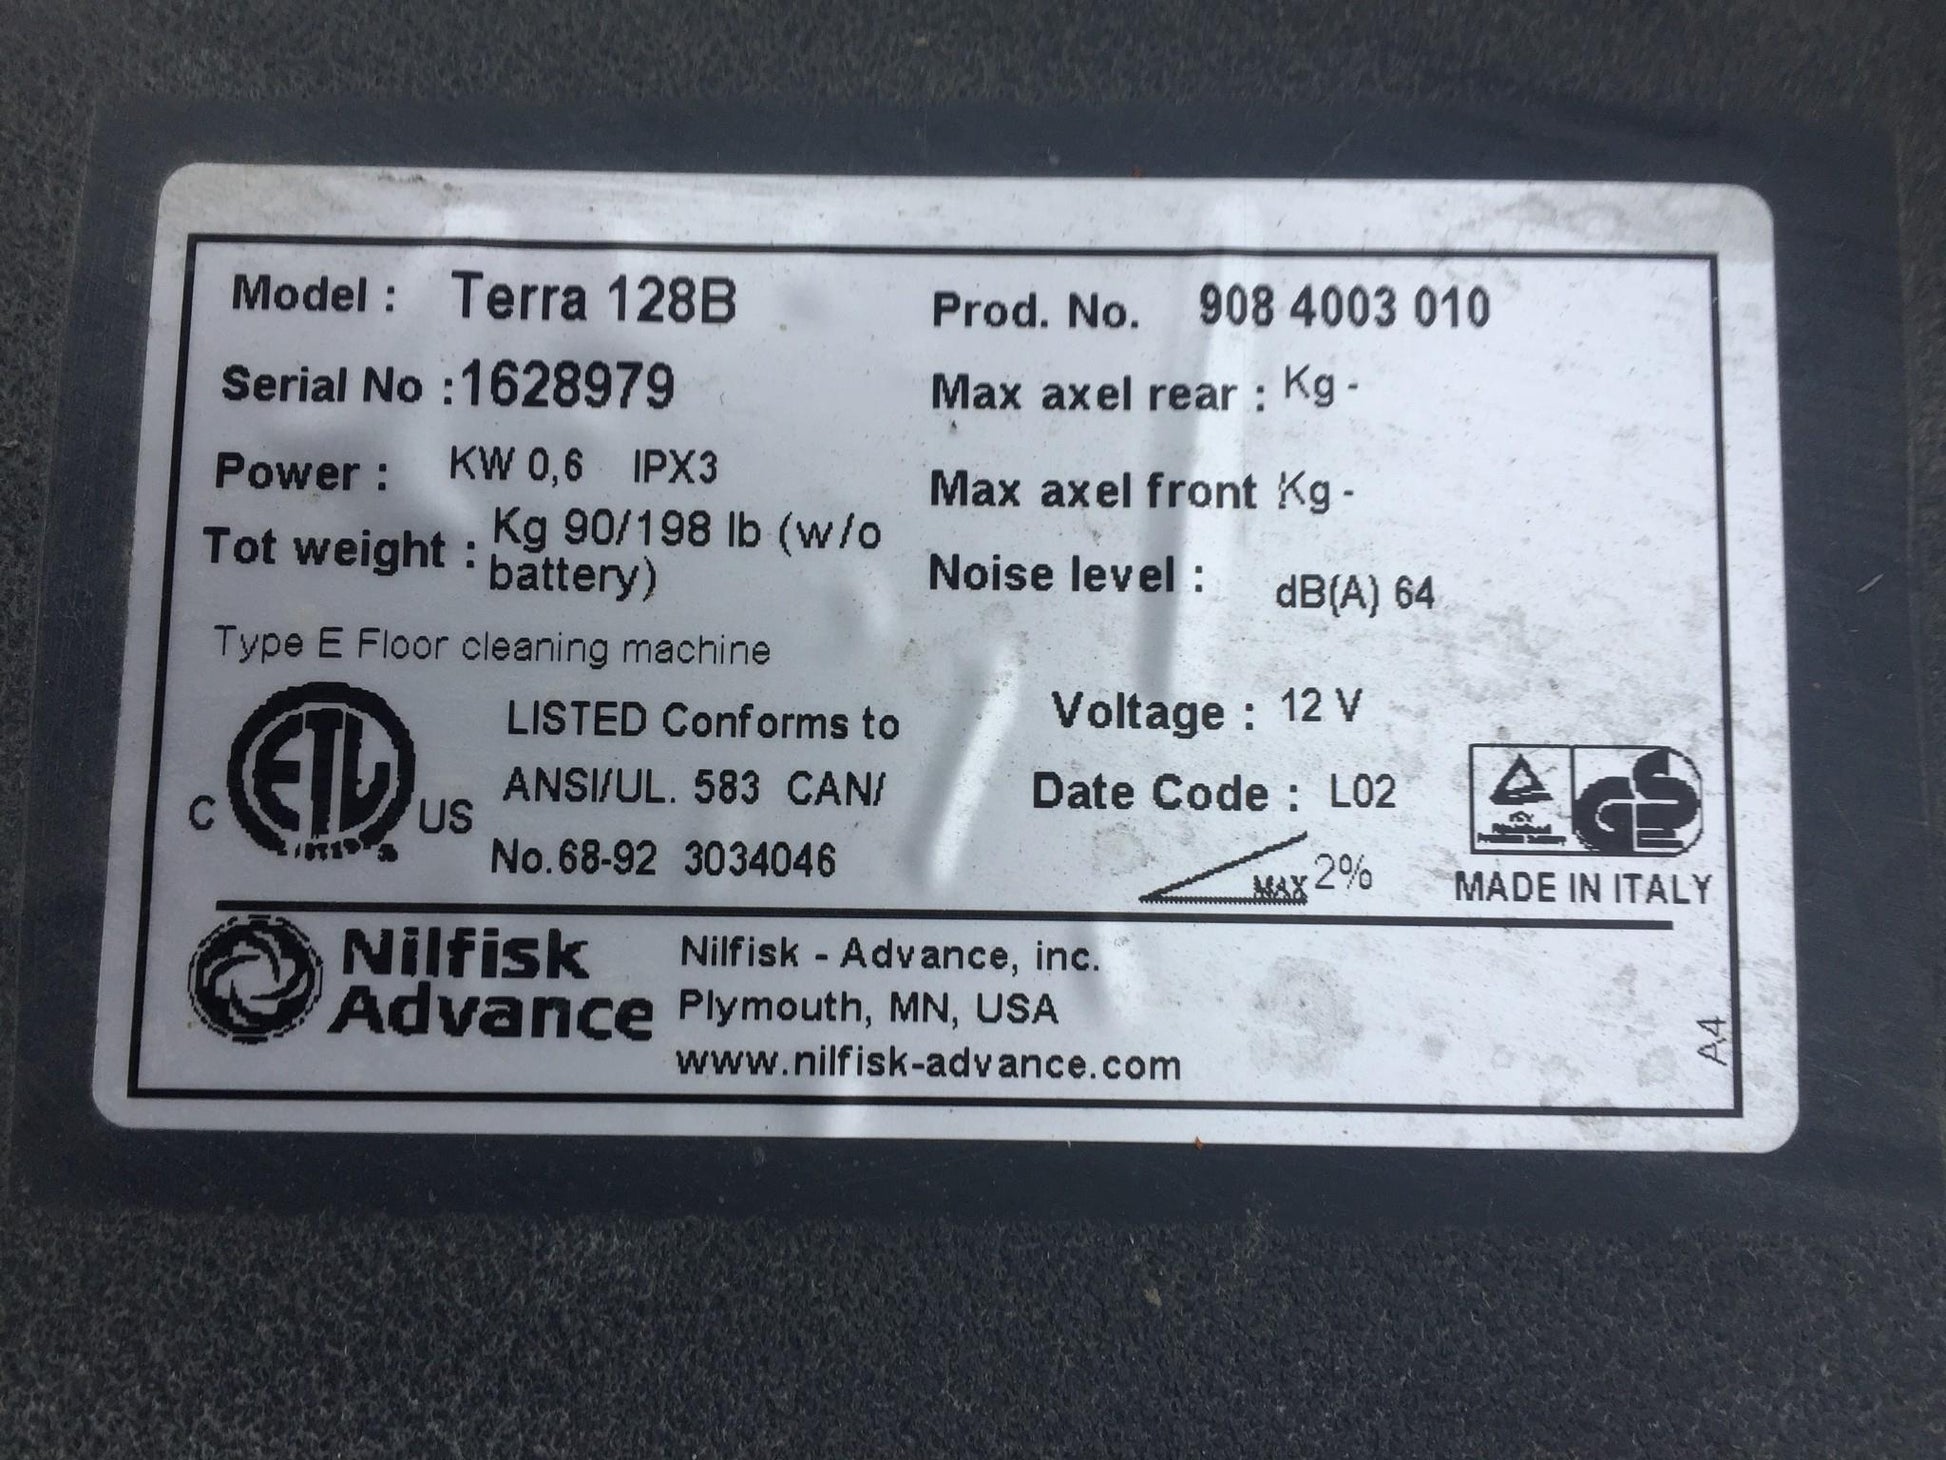 Model : Terra 128B
Prod. No. 908 4003 010
Serial No :1628979
Max axel rear : Kg -
Power : KW 0,6 IPX3
Max axel front Kg -
Tot weight : Kg 90/198 lb (w/o
battery)
Noise level : dB(A) 64
Type E Floor cleaning machine
C ETL US
LISTED Conforms to
ANSI/UL. 583 CAN/
No.68-92 3034046
Voltage : 12 V
Date Code : L02
MAX 2%
GS
MADE IN ITALY
Nilfisk
Advance
Nilfisk - Advance, inc.
Plymouth, MN, USA
www.nilfisk-advance.com
A4